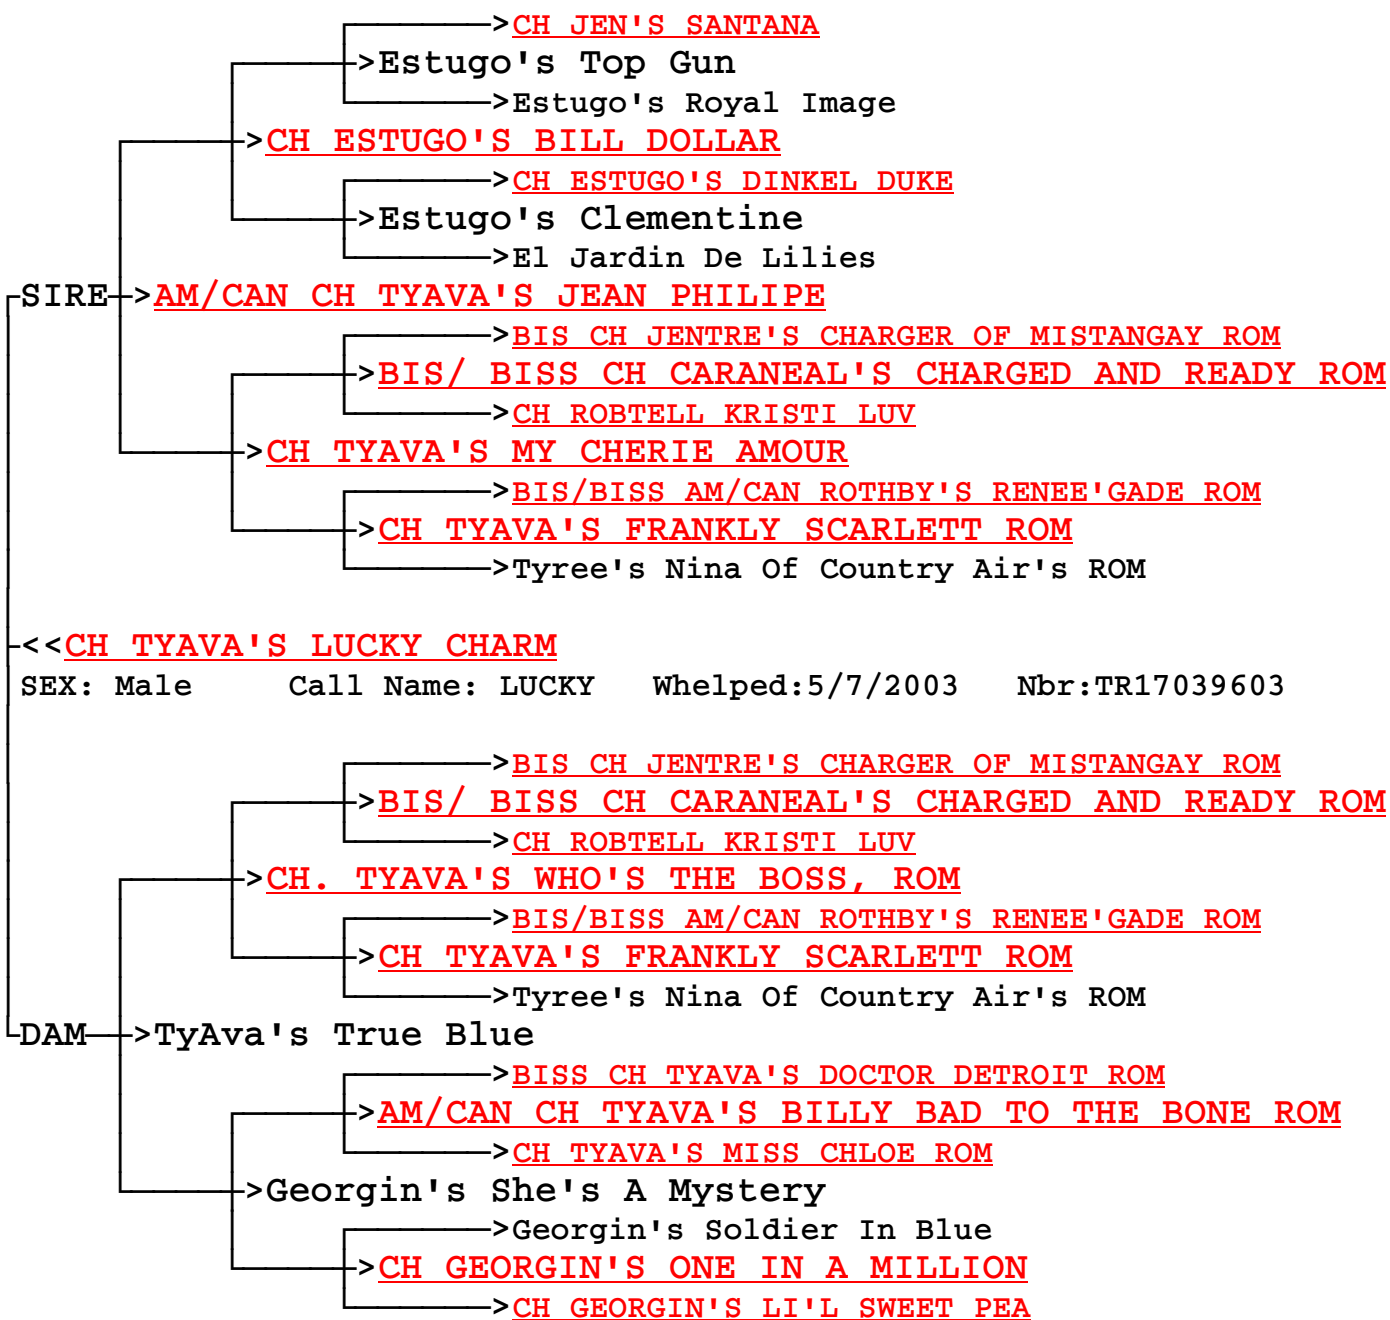 >CH JEN'S SANTANA
>Estugo's Top Gun
>Estugo's Royal Image
>CH ESTUGO'S BILL DOLLAR
>CH ESTUGO'S DINKEL DUKE
>Estugo's Clementine
>El Jardin De Lilies
SIRE >AM/CAN CH TYAVA'S JEAN PHILIPE
>BIS CH JENTRE'S CHARGER OF MISTANGAY ROM
>BIS/ BISS CH CARANEAL'S CHARGED AND READY ROM
>CH ROBTELL KRISTI LUV
>CH TYAVA'S MY CHERIE AMOUR
>BIS/BISS AM/CAN ROTHBY'S RENEE'GADE ROM
>CH TYAVA'S FRANKLY SCARLETT ROM
>Tyree's Nina Of Country Air's ROM
<<CH TYAVA'S LUCKY CHARM
SEX: Male Call Name: LUCKY Whelped:5/7/2003 Nbr:TR17039603
>BIS CH JENTRE'S CHARGER OF MISTANGAY ROM
>BIS/ BISS CH CARANEAL'S CHARGED AND READY ROM
>CH ROBTELL KRISTI LUV
>CH. TYAVA'S WHO'S THE BOSS, ROM
>BIS/BISS AM/CAN ROTHBY'S RENEE'GADE ROM
>CH TYAVA'S FRANKLY SCARLETT ROM
>Tyree's Nina Of Country Air's ROM
DAM >TyAva's True Blue
>BISS CH TYAVA'S DOCTOR DETROIT ROM
>AM/CAN CH TYAVA'S BILLY BAD TO THE BONE ROM
>CH TYAVA'S MISS CHLOE ROM
>Georgin's She's A Mystery
>Georgin's Soldier In Blue
>CH GEORGIN'S ONE IN A MILLION
>CH GEORGIN'S LI'L SWEET PEA